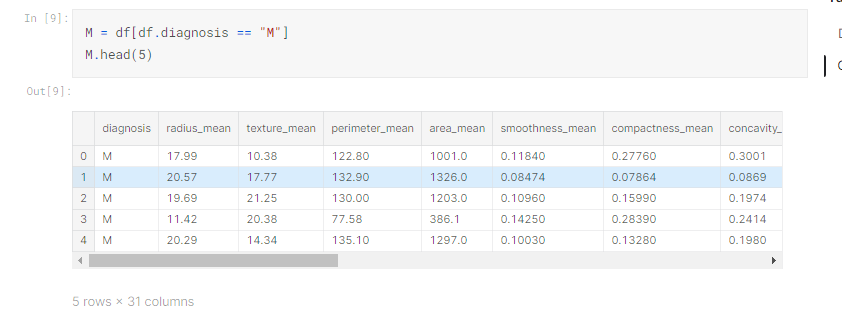 In [9]:
M = df[df.diagnosis == "M"]
M.head(5)
Out[9]:
diagnosis radius_mean texture_mean perimeter_mean area_mean smoothness_mean compactness_mean concavity_
0 M 17.99 10.38 122.80 1001.0 0.11840 0.27760 0.3001
1 M 20.57 17.77 132.90 1326.0 0.08474 0.07864 0.0869
2 M 19.69 21.25 130.00 1203.0 0.10960 0.15990 0.1974
3 M 11.42 20.38 77.58 386.1 0.14250 0.28390 0.2414
4 M 20.29 14.34 135.10 1297.0 0.10030 0.13280 0.1980
5 rows × 31 columns